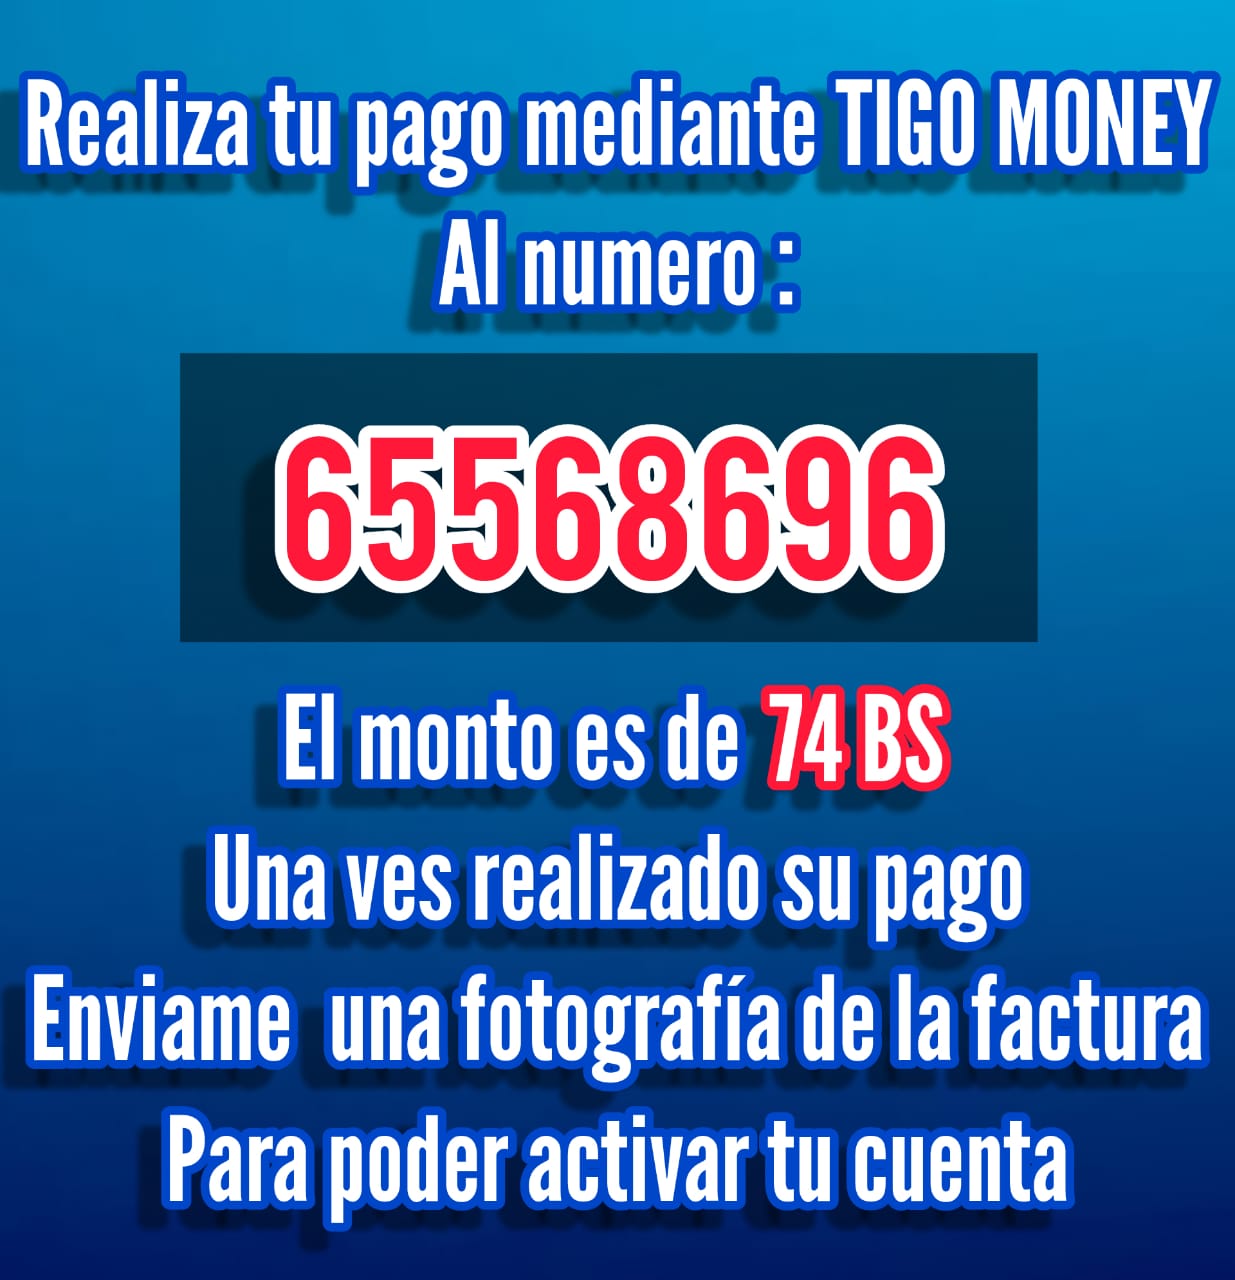 Realiza tu pago mediante TIGO MONEY
Al numero :
65568696
El monto es de 74 BS
Una ves realizado su pago
Enviame una fotografía de la factura
Para poder activar tu cuenta